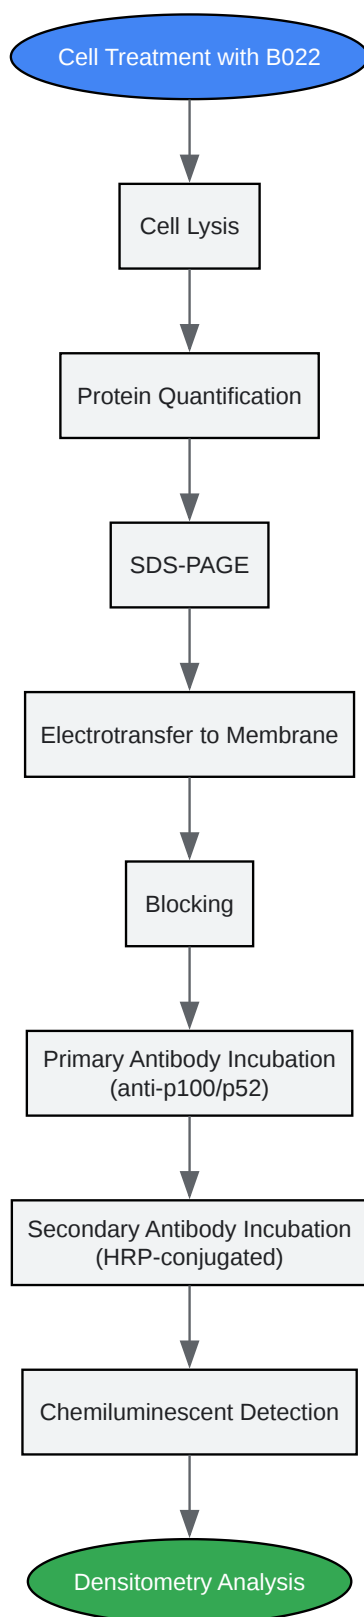 Cell Treatment with B022
Cell Lysis
Protein Quantification
SDS-PAGE
Electrotransfer to Membrane
Blocking
Primary Antibody Incubation
(anti-p100/p52)
Secondary Antibody Incubation
(HRP-conjugated)
Chemiluminescent Detection
Densitometry Analysis